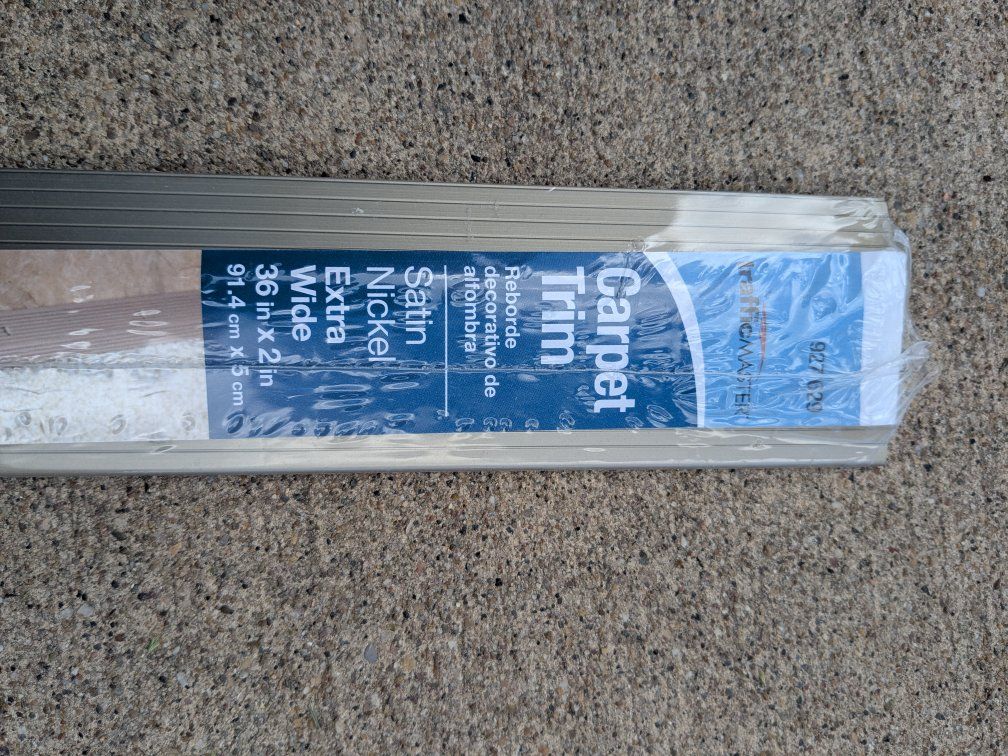 927 020
TrafficMASTER
Carpet
Trim
Reborde
decorativo de
alfombra
Satin
Nickel
Extra
Wide
36 in x 2 in
91.4 cm x 5 cm